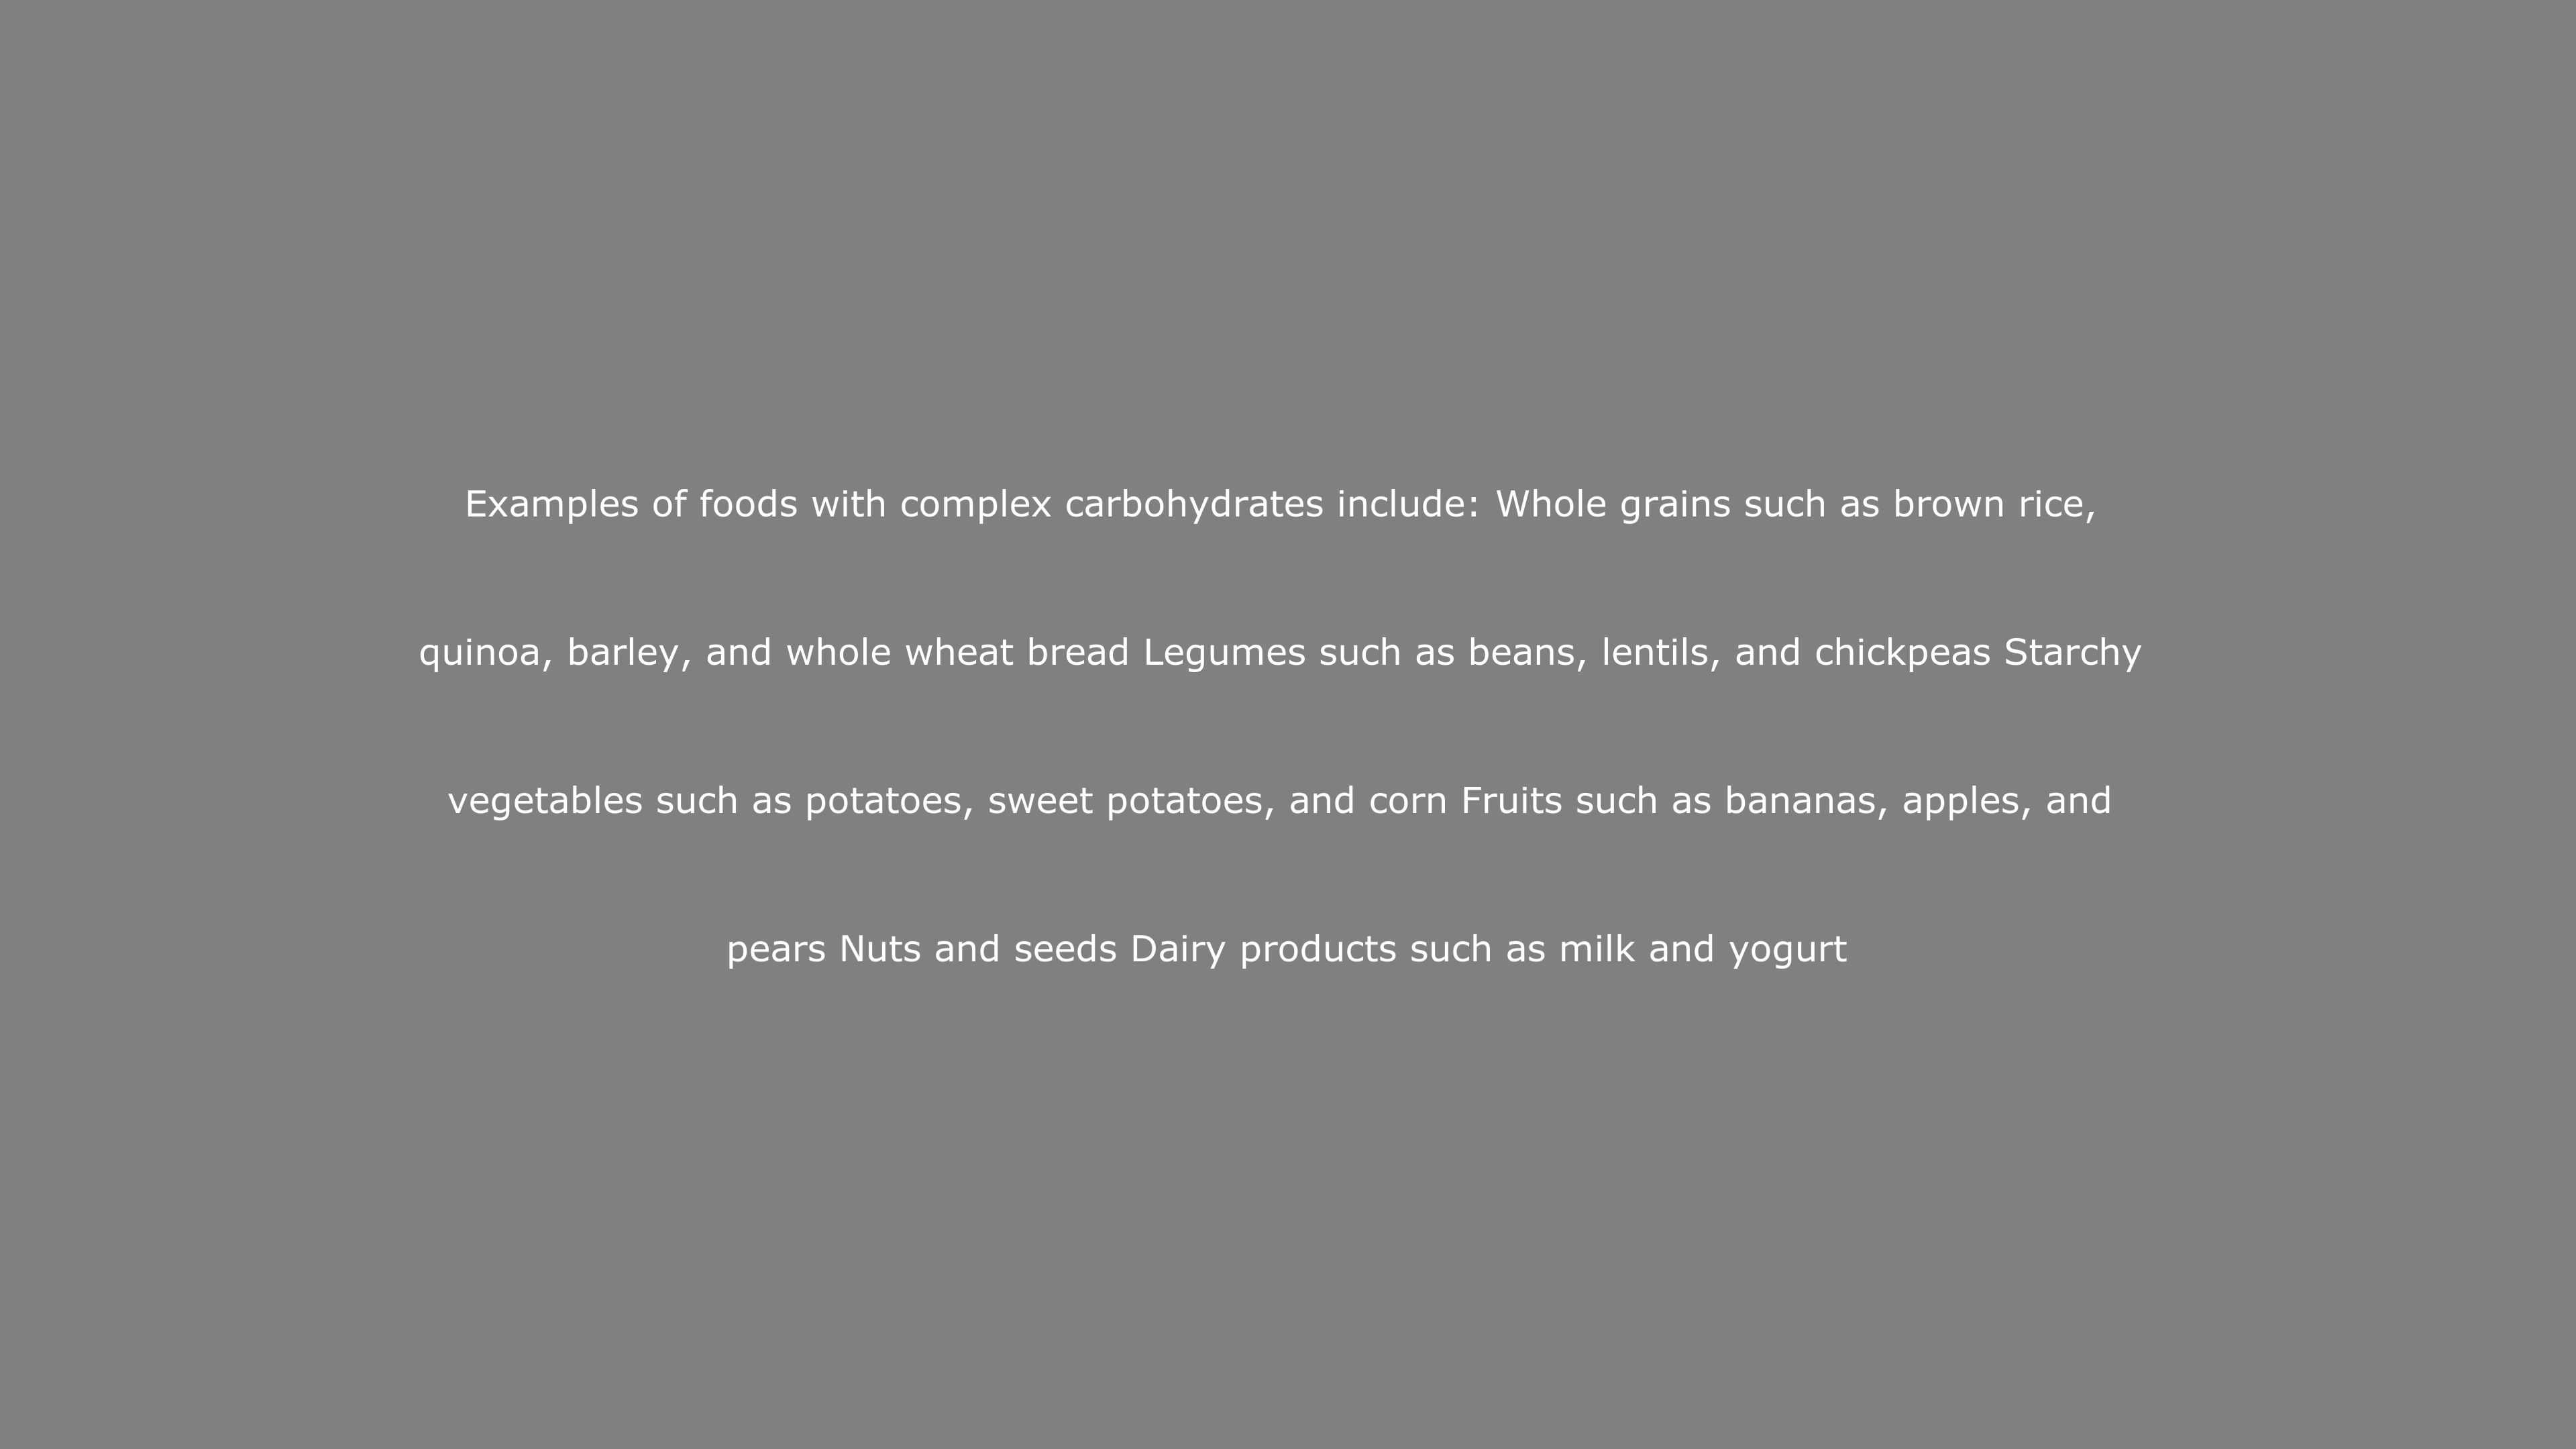 Examples of foods with complex carbohydrates include: Whole grains such as brown rice,
quinoa, barley, and whole wheat bread Legumes such as beans, lentils, and chickpeas Starchy
vegetables such as potatoes, sweet potatoes, and corn Fruits such as bananas, apples, and
pears Nuts and seeds Dairy products such as milk and yogurt